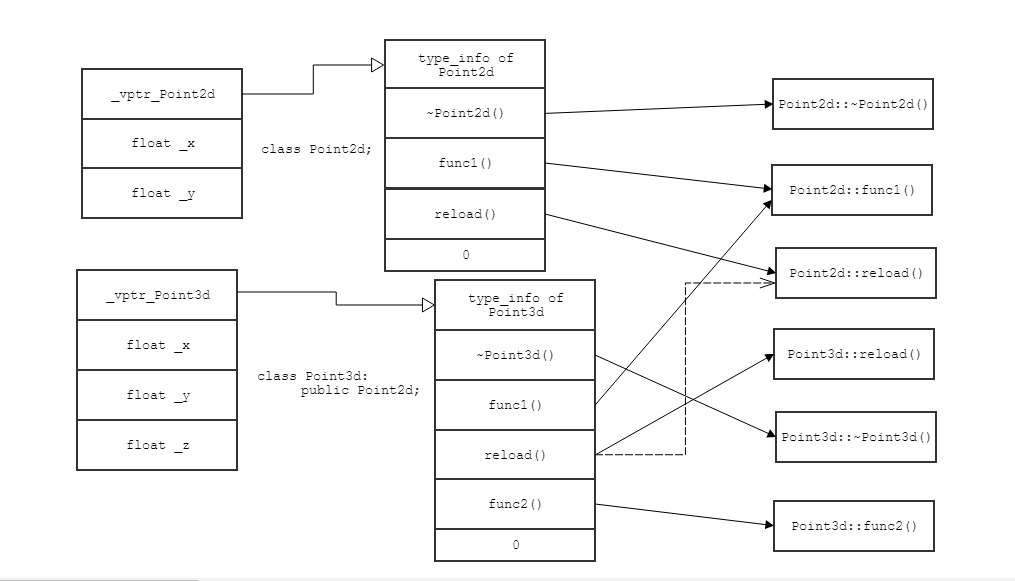 _vptr_Point2d
float _x
float _y
class Point2d;
type_info of
Point2d
~Point2d()
func1()
reload()
0
_vptr_Point3d
float _x
float _y
float _z
class Point3d:
public Point2d;
type_info of
Point3d
~Point3d()
func1()
reload()
func2()
0
Point2d::~Point2d()
Point2d::func1()
Point2d::reload()
Point3d::reload()
Point3d::~Point3d()
Point3d::func2()